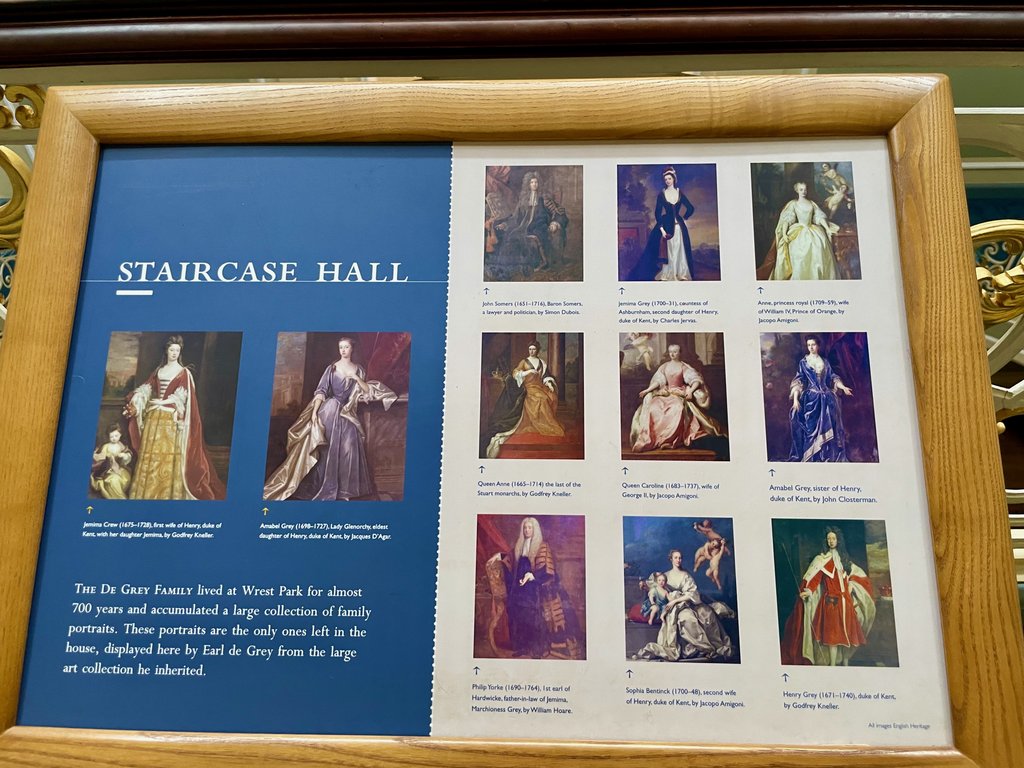 STAIRCASE HALL
Jemima Crew (1675–1728), first wife of Henry, duke of
Kent, with her daughter Jemima, by Godfrey Kneller.
Amabel Grey (1698–1727), Lady Glenorchy, eldest
daughter of Henry, duke of Kent, by Jacques D'Agar.
THE DE GREY FAMILY lived at Wrest Park for almost
700 years and accumulated a large collection of family
portraits. These portraits are the only ones left in the
house, displayed here by Earl de Grey from the large
art collection he inherited.
John Somers (1651–1716), Baron Somers,
a lawyer and politician, by Simon Dubois.
Jemima Grey (1700–31), countess of
Ashburnham, second daughter of Henry,
duke of Kent, by Charles Jervas.
Anne, princess royal (1709–59), wife
of William IV, Prince of Orange, by
Jacopo Amigoni.
Queen Anne (1665–1714) the last of the
Stuart monarchs, by Godfrey Kneller.
Queen Caroline (1683–1737), wife of
George II, by Jacopo Amigoni.
Amabel Grey, sister of Henry,
duke of Kent, by John Closterman.
Philip Yorke (1690–1764), 1st earl of
Hardwicke, father-in-law of Jemima,
Marchioness Grey, by William Hoare.
Sophia Bentinck (1700–48), second wife
of Henry, duke of Kent, by Jacopo Amigoni.
Henry Grey (1671–1740), duke of Kent,
by Godfrey Kneller.
All images English Heritage